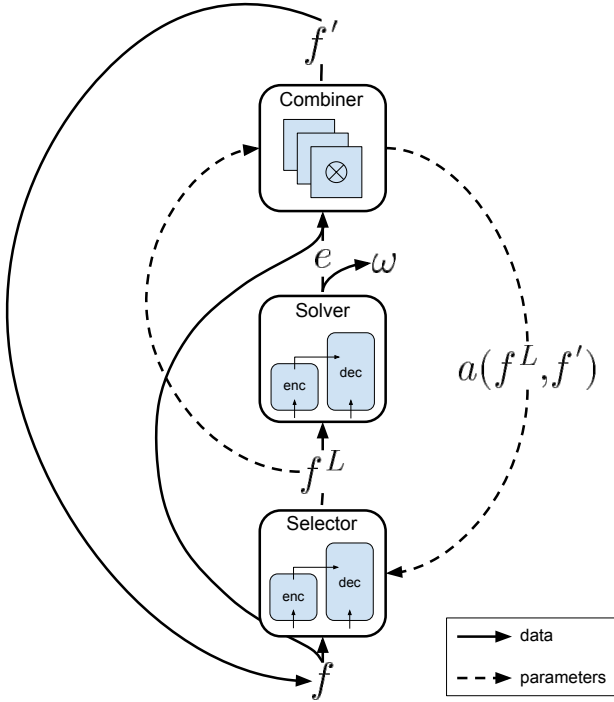 f′
Combiner
⊗
e
ω
Solver
enc
dec
a(f^L, f′)
f^L
Selector
enc
dec
f
data
parameters